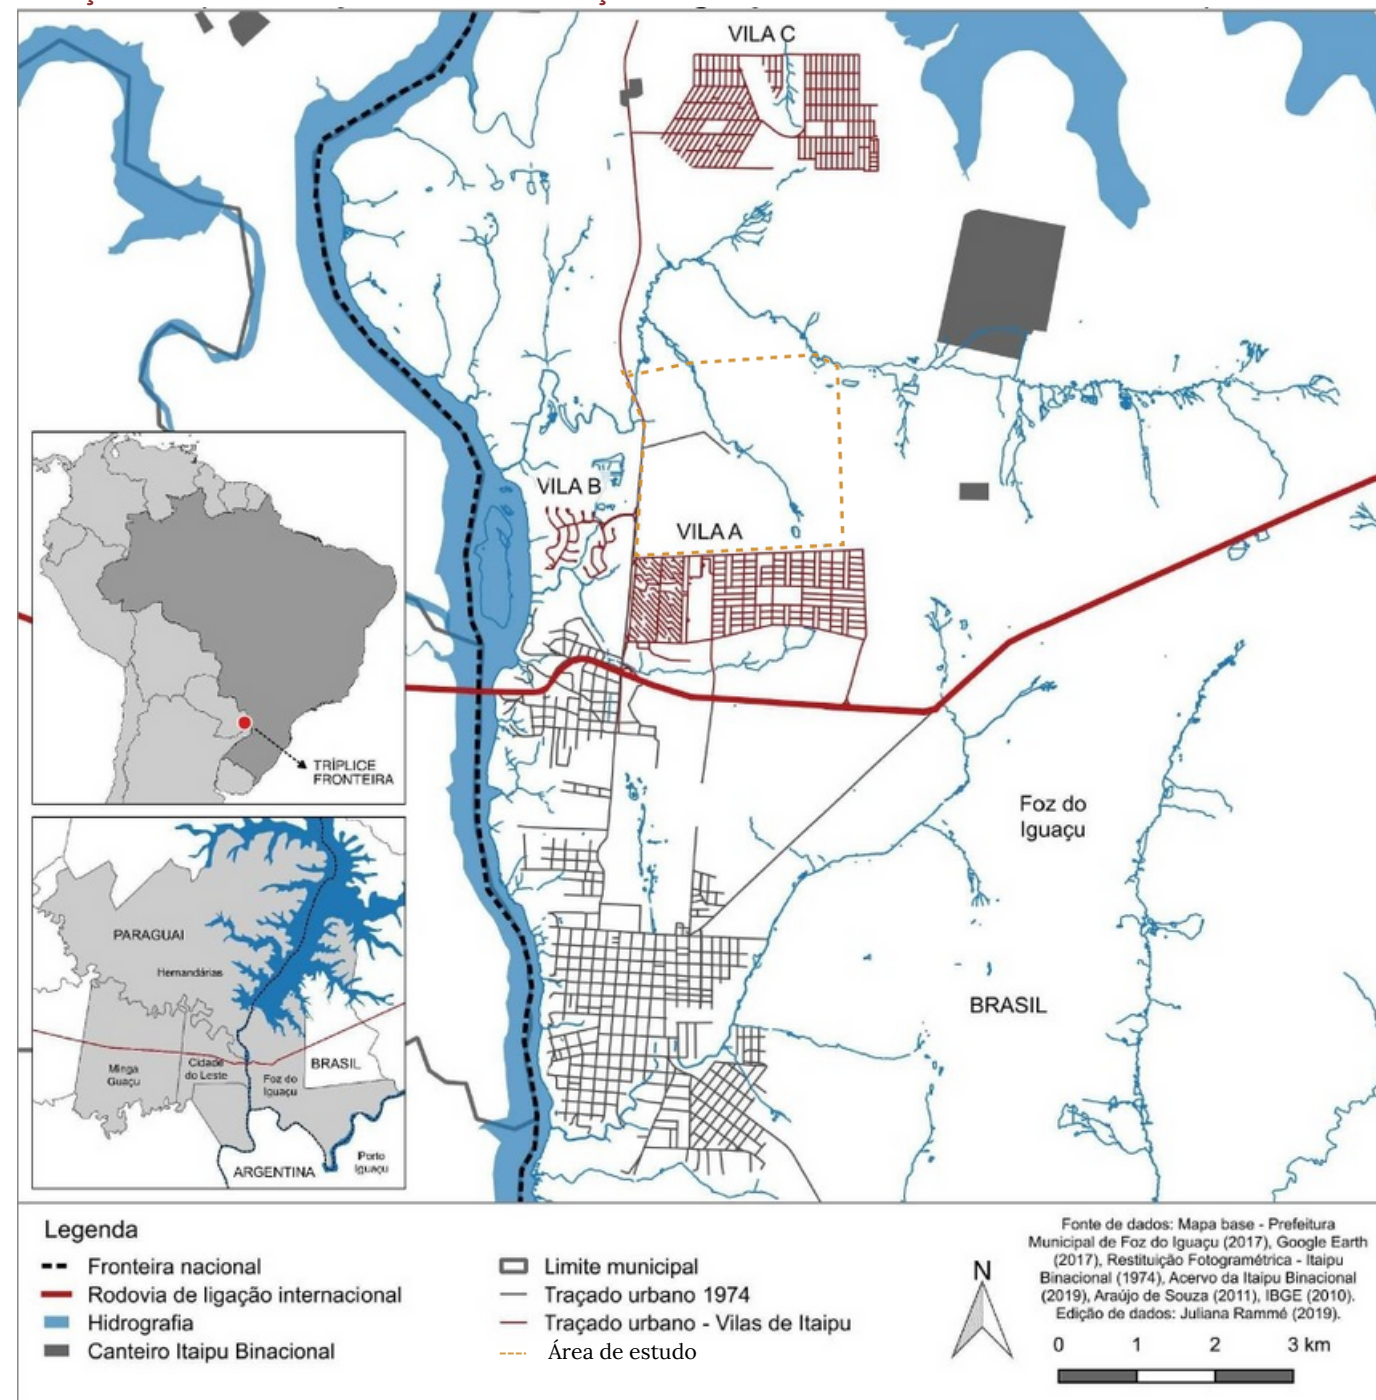 VILA C
VILA B
VILA A
TRÍPLICE
FRONTEIRA
Foz do
Iguaçu
BRASIL
PARAGUAI
Hernandárias
Minga
Guaçu
Cidade
do Leste
Foz do
Iguaçu
BRASIL
ARGENTINA
Porto
Iguaçu
Legenda
Fronteira nacional
Rodovia de ligação internacional
Hidrografia
Canteiro Itaipu Binacional
Limite municipal
Traçado urbano 1974
Traçado urbano - Vilas de Itaipu
Área de estudo
N
Fonte de dados: Mapa base - Prefeitura
Municipal de Foz do Iguaçu (2017), Google Earth
(2017), Restituição Fotogramétrica - Itaipu
Binacional (1974), Acervo da Itaipu Binacional
(2019), Araújo de Souza (2011), IBGE (2010).
Edição de dados: Juliana Rammé (2019).
0 1 2 3 km